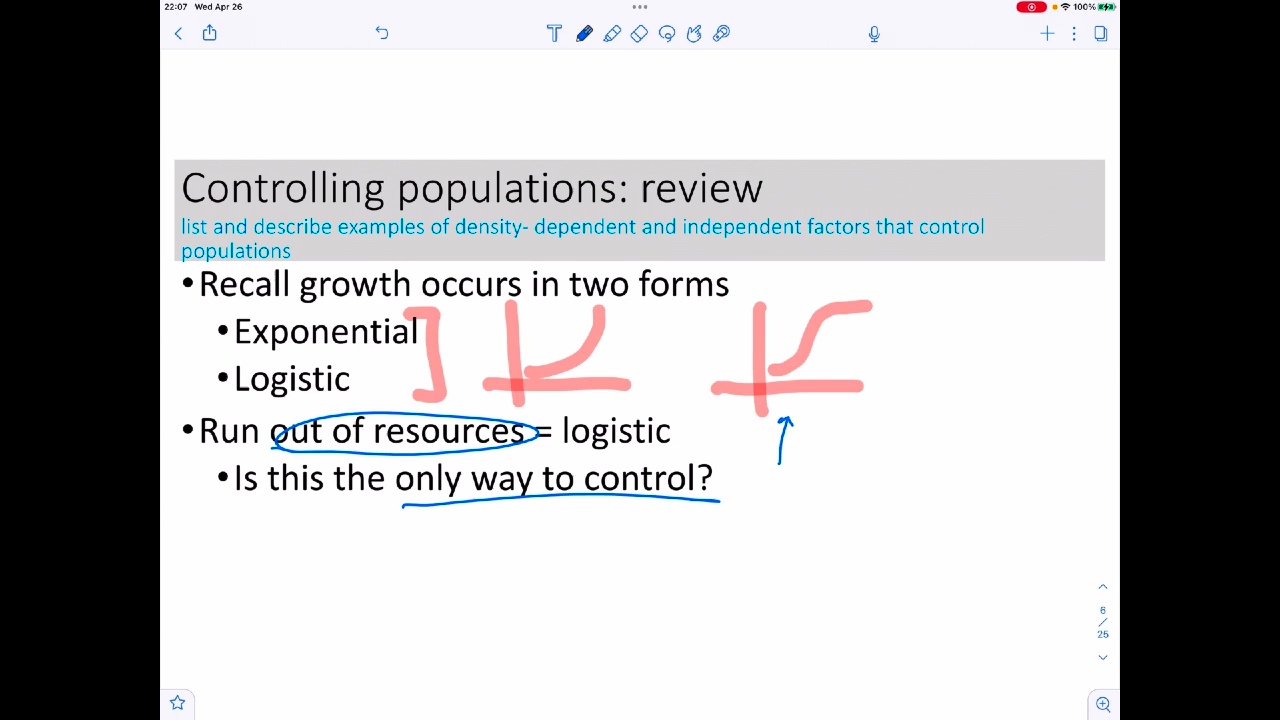 22:07 Wed Apr 26
100%
T
Controlling populations: review
list and describe examples of density- dependent and independent factors that control
populations
•Recall growth occurs in two forms
•Exponential
•Logistic
•Run out of resources = logistic
•Is this the only way to control?
6
/
25